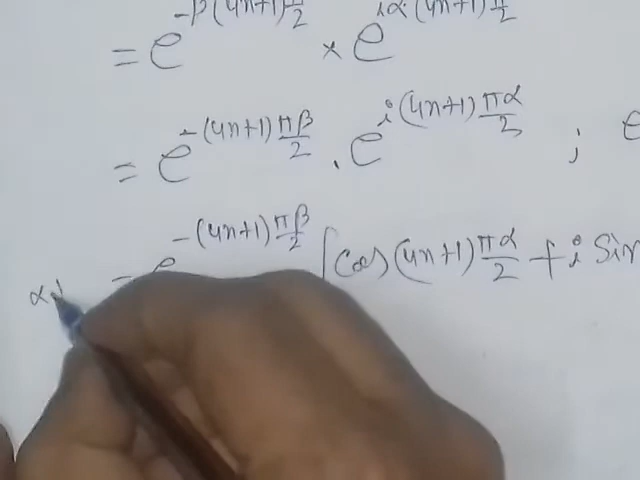 = e^{-β(4n+1)π/2} × e^{iα·(4n+1)π/2}
= e^{-(4n+1)πβ/2} · e^{i(4n+1)πα/2} ; e
= e^{-(4n+1)πβ/2} [Cos (4n+1)πα/2 + i Sin
α